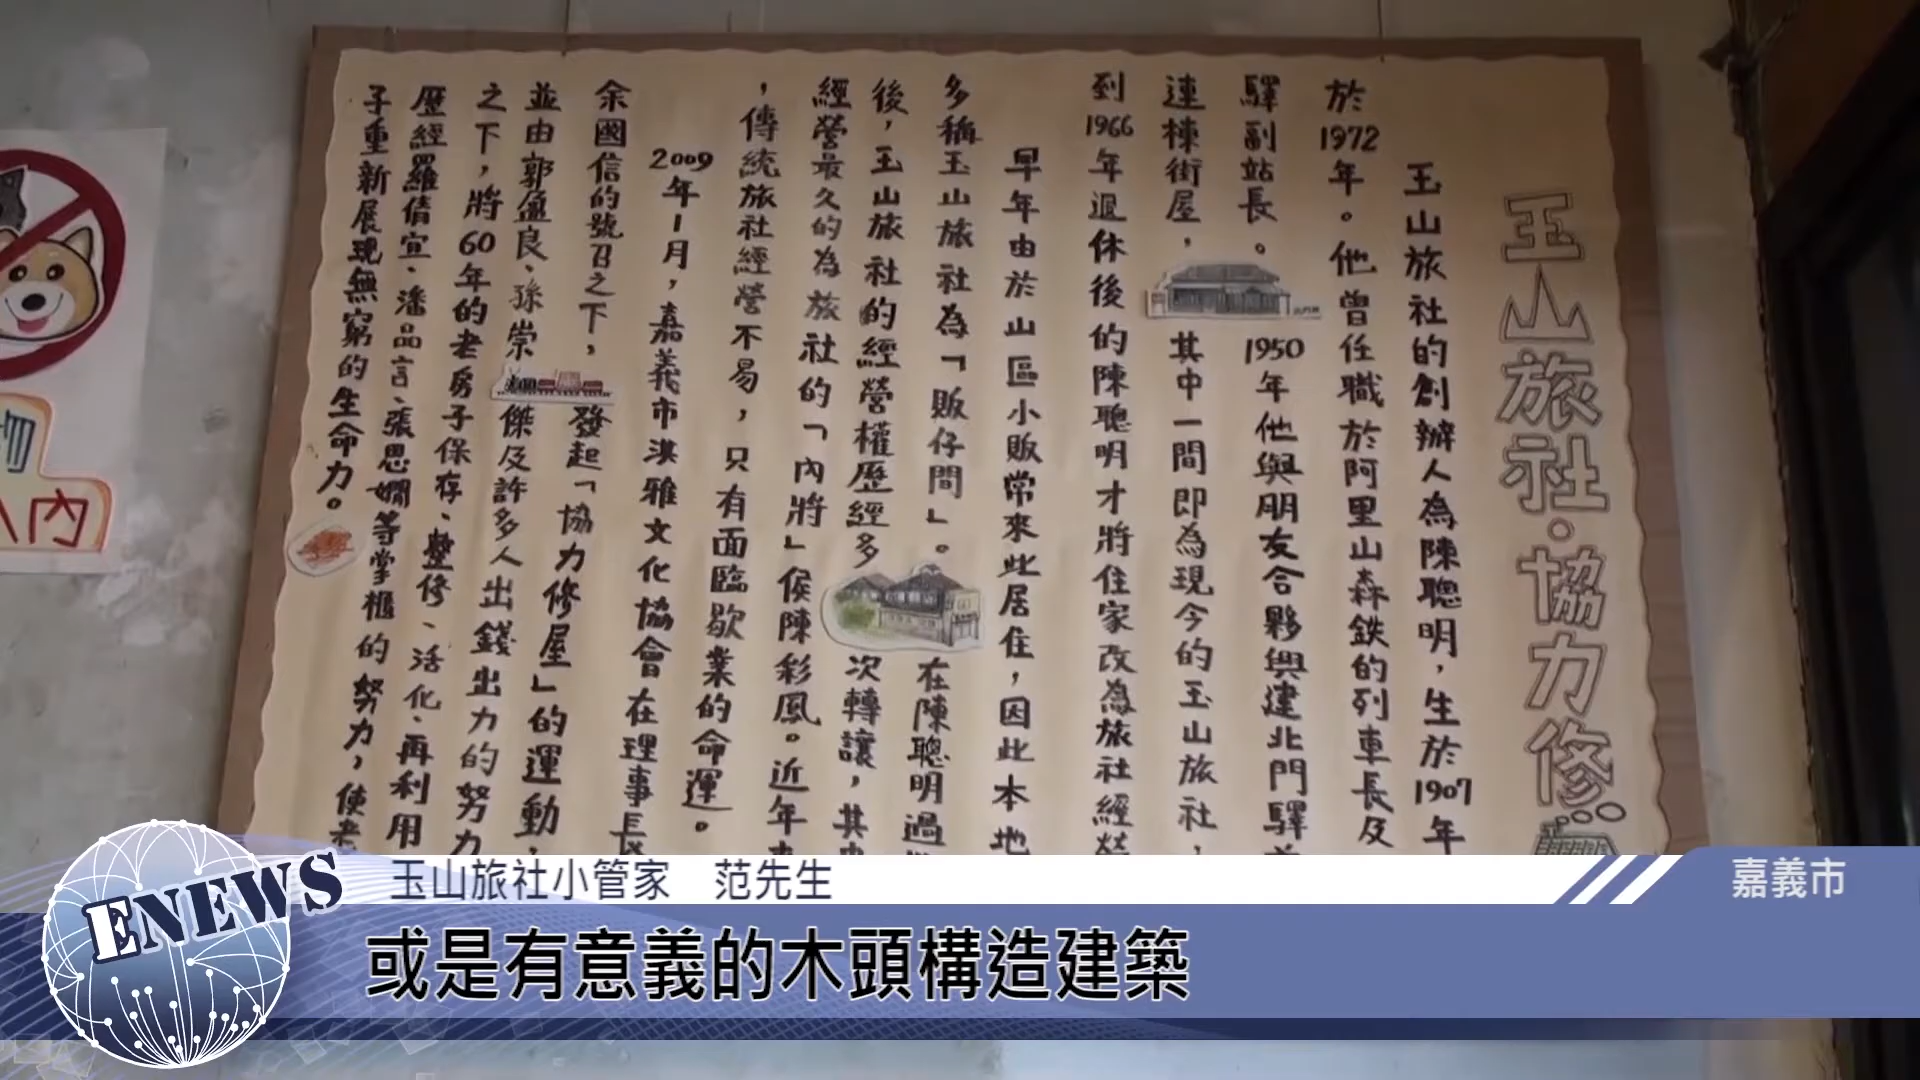 玉山旅社·協力修
玉山旅社的創辦人為陳聰明，生於1907年
於1972年。他曾任職於阿里山森鉄的列車長及
驛副站長。1950年他與朋友合夥興建北門驛
連棟街屋，其中一間即為現今的玉山旅社，
到1966年退休後的陳聰明才將住家改為旅社經營
早年由於山區小販常來此居住，因此本地
多稱玉山旅社為「販仔間」。在陳聰明過
後，玉山旅社的經營權歷經多次轉讓，其
經營最久的為旅社的「內將」侯陳彩鳳。近年
，傳統旅社經營不易，只有面臨歇業的命運。
2009年1月，嘉義市淇雅文化協會在理事長
余國信的號召之下，發起「協力修屋」的運動，
並由郭盈良、孫崇傑及許多人出錢出力的努力
之下，將60年的老房子保存、整修、活化、再利用
歷經羅倩宜、潘品言、張思嫺等掌櫃的努力，使老
子重新展現無窮的生命力。
內
ENEWS
玉山旅社小管家 范先生
嘉義市
或是有意義的木頭構造建築